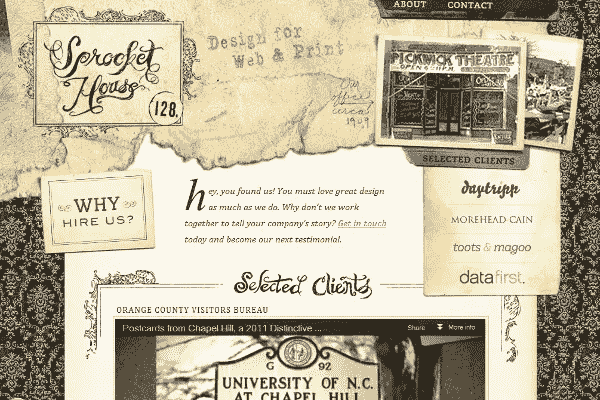 ABOUT CONTACT
Sprocket
House
128.
Design for
Web & Print
circa
1909
PICKWICK THEATRE
SELECTED CLIENTS
daytripp
MOREHEAD CAIN
toots & magoo
datafirst.
WHY
HIRE US?
hey, you found us! You must love great design
as much as we do. Why don't we work
together to tell your company's story? Get in touch
today and become our next testimonial.
Selected Clients
ORANGE COUNTY VISITORS BUREAU
Postcards from Chapel Hill, a 2011 Distinctive ...
Share
More info
G 92
UNIVERSITY OF N.C.
AT CHAPEL HILL